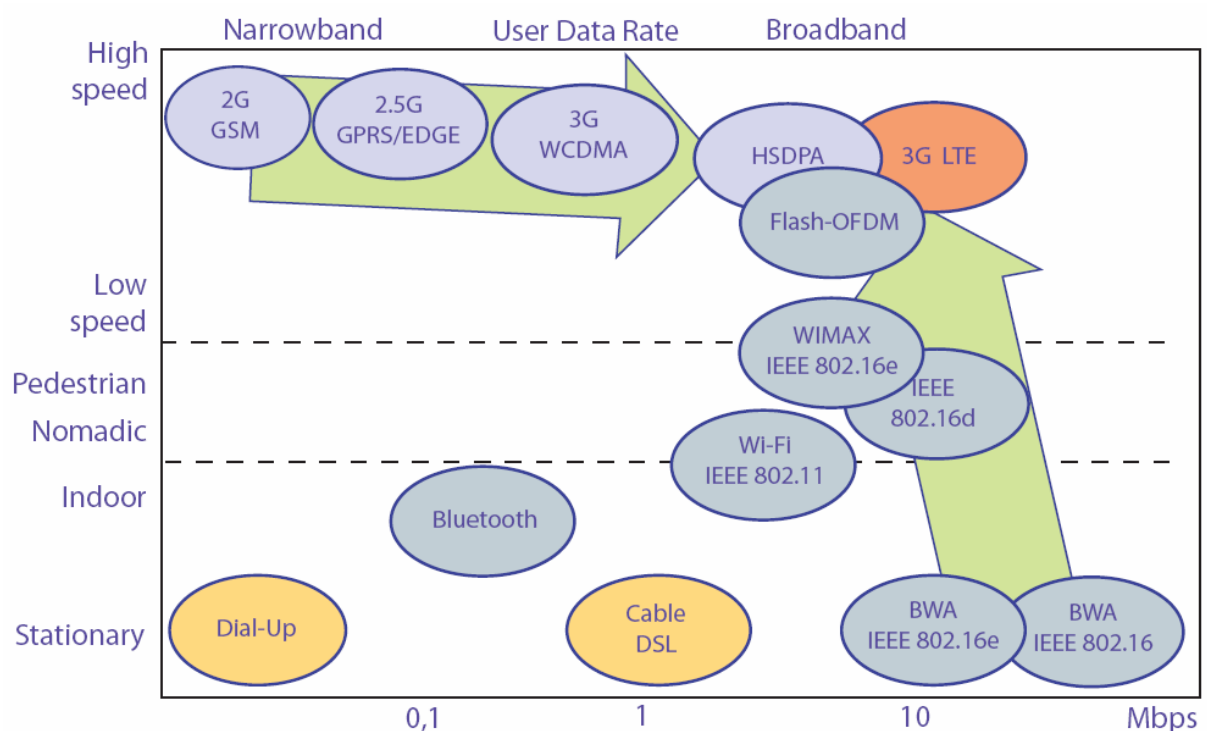 Narrowband
User Data Rate
Broadband
High
speed
2G
GSM
2.5G
GPRS/EDGE
3G
WCDMA
HSDPA
3G LTE
Flash-OFDM
Low
speed
WIMAX
IEEE 802.16e
Pedestrian
IEEE
802.16d
Nomadic
Wi-Fi
IEEE 802.11
Indoor
Bluetooth
Stationary
Dial-Up
Cable
DSL
BWA
IEEE 802.16e
BWA
IEEE 802.16
0,1
1
10
Mbps